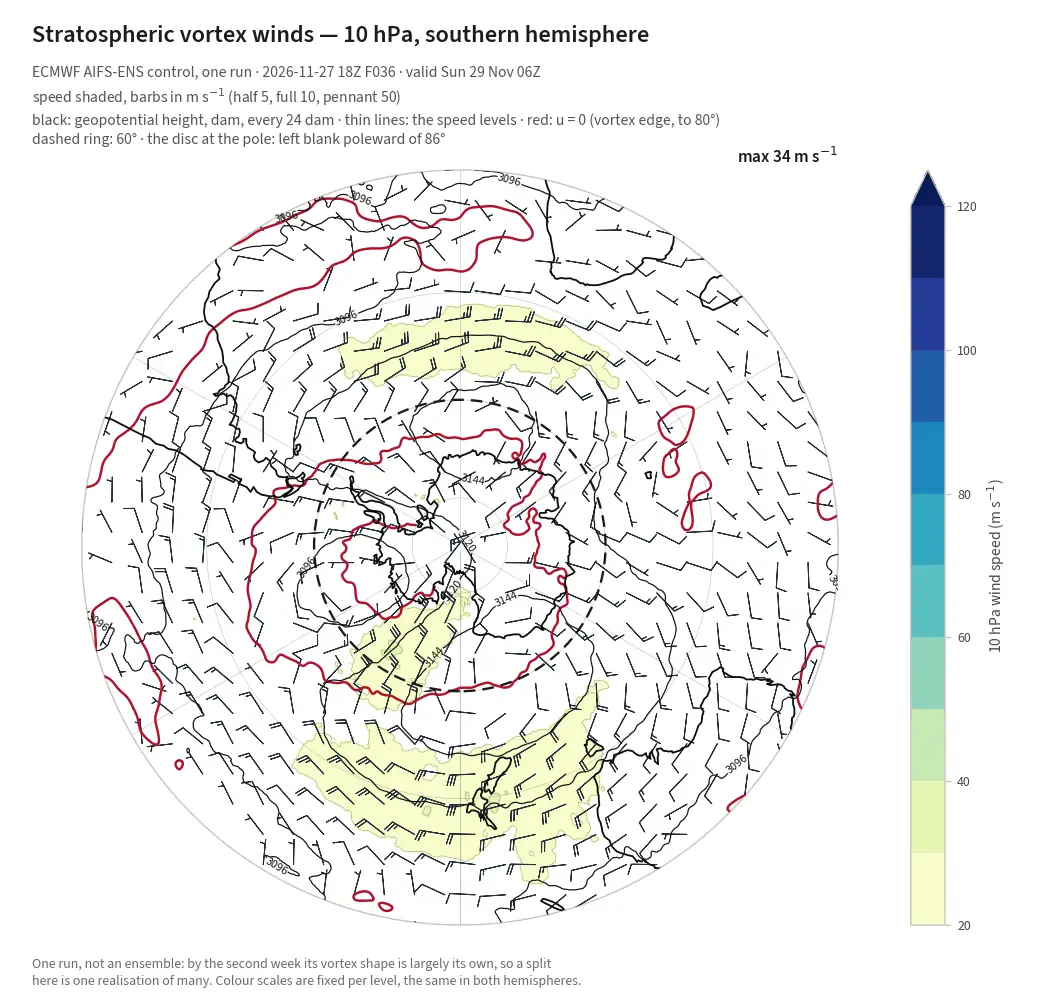 Stratospheric vortex winds — 10 hPa, southern hemisphere
ECMWF AIFS-ENS control, one run · 2026-11-27 18Z F036 · valid Sun 29 Nov 06Z
speed shaded, barbs in m s⁻¹ (half 5, full 10, pennant 50)
black: geopotential height, dam, every 24 dam · thin lines: the speed levels · red: u = 0 (vortex edge, to 80°)
dashed ring: 60° · the disc at the pole: left blank poleward of 86°
max 34 m s⁻¹
3096
3096
3096
3096
3144
3120
3096
3120
3144
3096
3144
3096
3096
120
100
80
60
40
20
10 hPa wind speed (m s⁻¹)
One run, not an ensemble: by the second week its vortex shape is largely its own, so a split
here is one realisation of many. Colour scales are fixed per level, the same in both hemispheres.